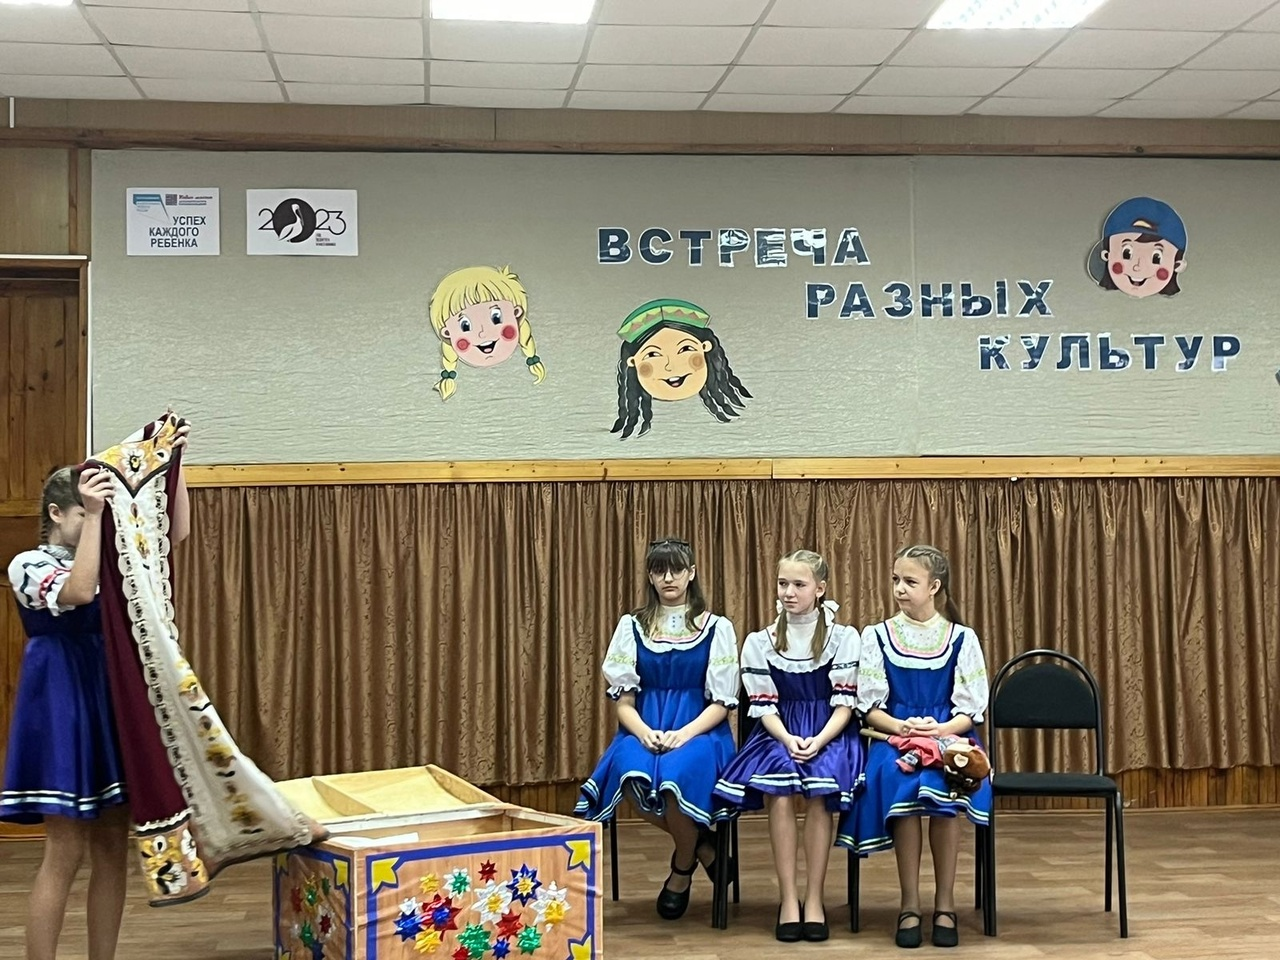 УСПЕХ
КАЖДОГО
РЕБЕНКА
2023
ВСТРЕЧА
РАЗНЫХ
КУЛЬТУР